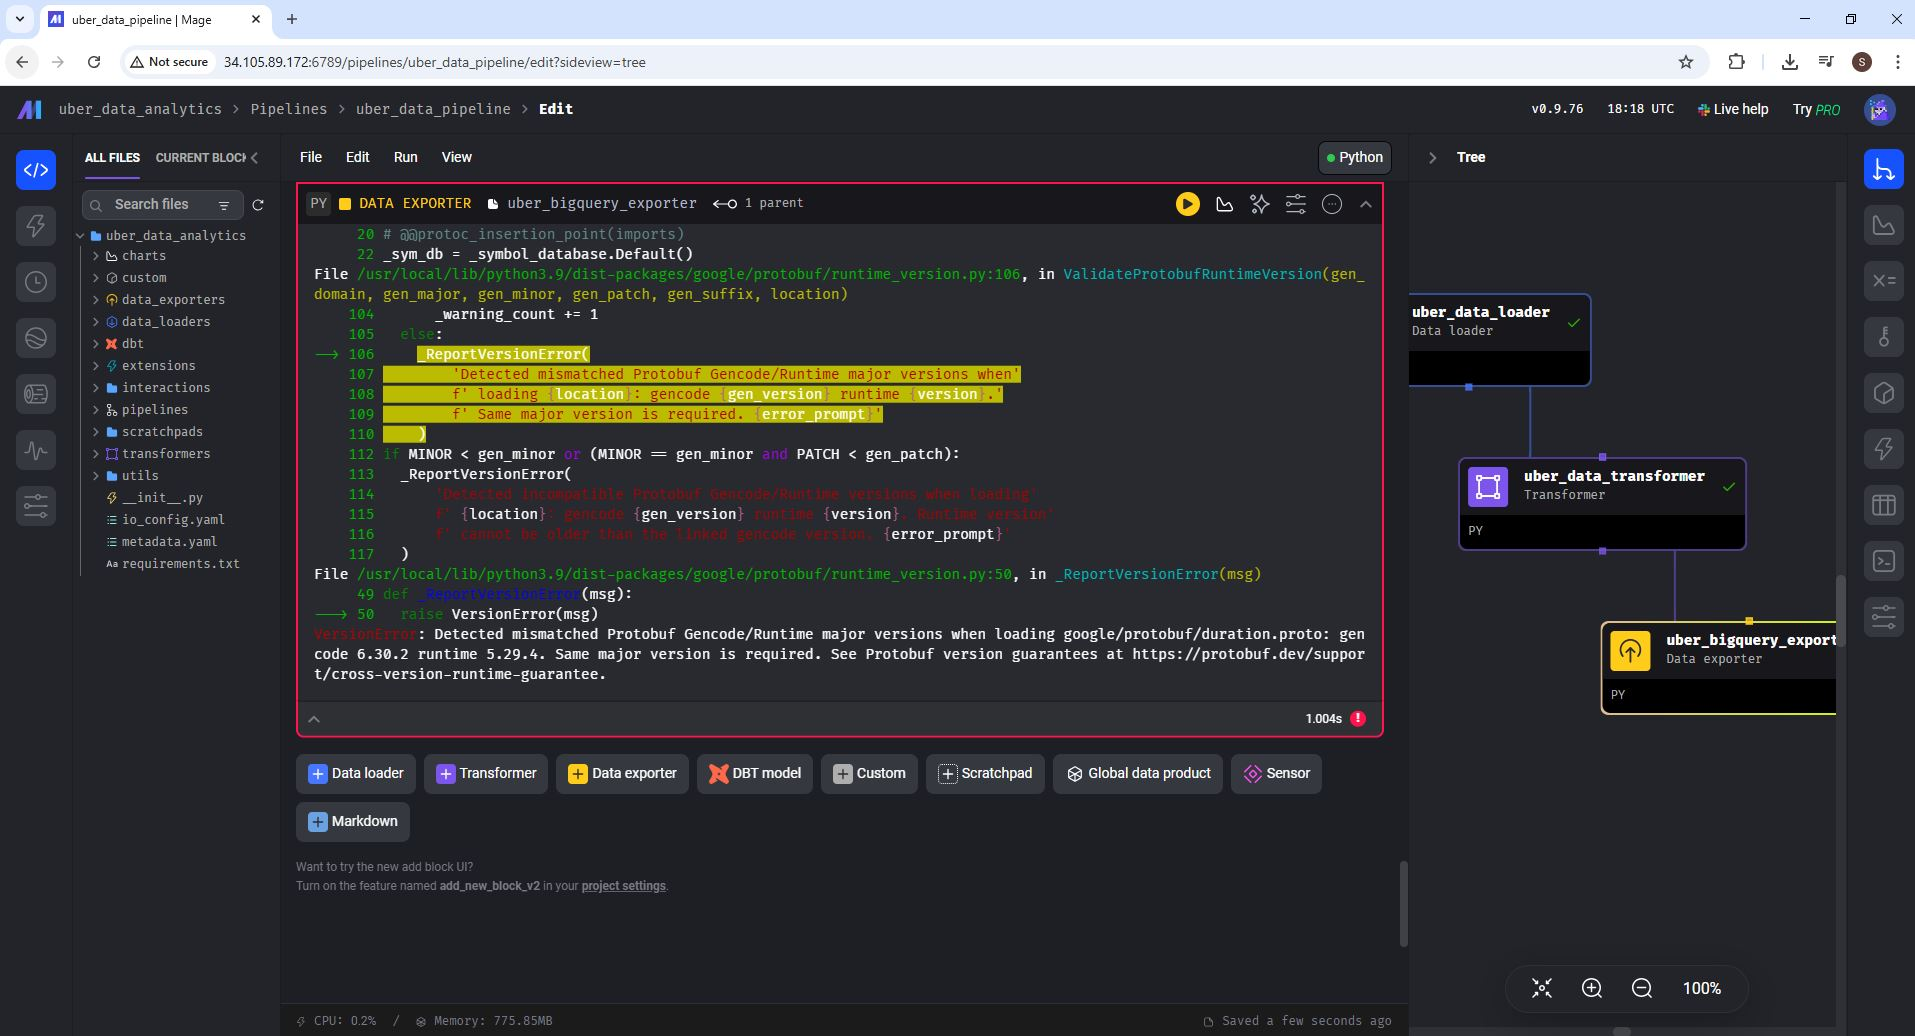 uber_data_pipeline | Mage
Not secure
34.105.89.172:6789/pipelines/uber_data_pipeline/edit?sideview=tree
S
uber_data_analytics > Pipelines > uber_data_pipeline > Edit
v0.9.76
18:18 UTC
Live help
Try PRO
ALL FILES
CURRENT BLOCK
Search files
uber_data_analytics
charts
custom
data_exporters
data_loaders
dbt
extensions
interactions
pipelines
scratchpads
transformers
utils
__init__.py
io_config.yaml
metadata.yaml
Aa requirements.txt
File
Edit
Run
View
Python
PY DATA EXPORTER uber_bigquery_exporter 1 parent
20 # @@protoc_insertion_point(imports)
22 _sym_db = _symbol_database.Default()
File /usr/local/lib/python3.9/dist-packages/google/protobuf/runtime_version.py:106, in ValidateProtobufRuntimeVersion(gen_
domain, gen_major, gen_minor, gen_patch, gen_suffix, location)
104 _warning_count += 1
105 else:
106 _ReportVersionError(
107 'Detected mismatched Protobuf Gencode/Runtime major versions when'
108 f' loading {location}: gencode {gen_version} runtime {version}.'
109 f' Same major version is required. {error_prompt}'
110 )
112 if MINOR < gen_minor or (MINOR == gen_minor and PATCH < gen_patch):
113 _ReportVersionError(
114 'Detected incompatible Protobuf Gencode/Runtime versions when loading'
115 f' {location}: gencode {gen_version} runtime {version}. Runtime version'
116 f' cannot be older than the linked gencode version. {error_prompt}'
117 )
File /usr/local/lib/python3.9/dist-packages/google/protobuf/runtime_version.py:50, in _ReportVersionError(msg)
49 def _ReportVersionError(msg):
50 raise VersionError(msg)
VersionError: Detected mismatched Protobuf Gencode/Runtime major versions when loading google/protobuf/duration.proto: gen
code 6.30.2 runtime 5.29.4. Same major version is required. See Protobuf version guarantees at https://protobuf.dev/suppor
t/cross-version-runtime-guarantee.
1.004s
Data loader
Transformer
Data exporter
DBT model
Custom
Scratchpad
Global data product
Sensor
Markdown
Want to try the new add block UI?
Turn on the feature named add_new_block_v2 in your project settings.
CPU: 0.2% / Memory: 775.85MB
Saved a few seconds ago
Tree
uber_data_loader
Data loader
uber_data_transformer
Transformer
PY
uber_bigquery_export
Data exporter
PY
100%